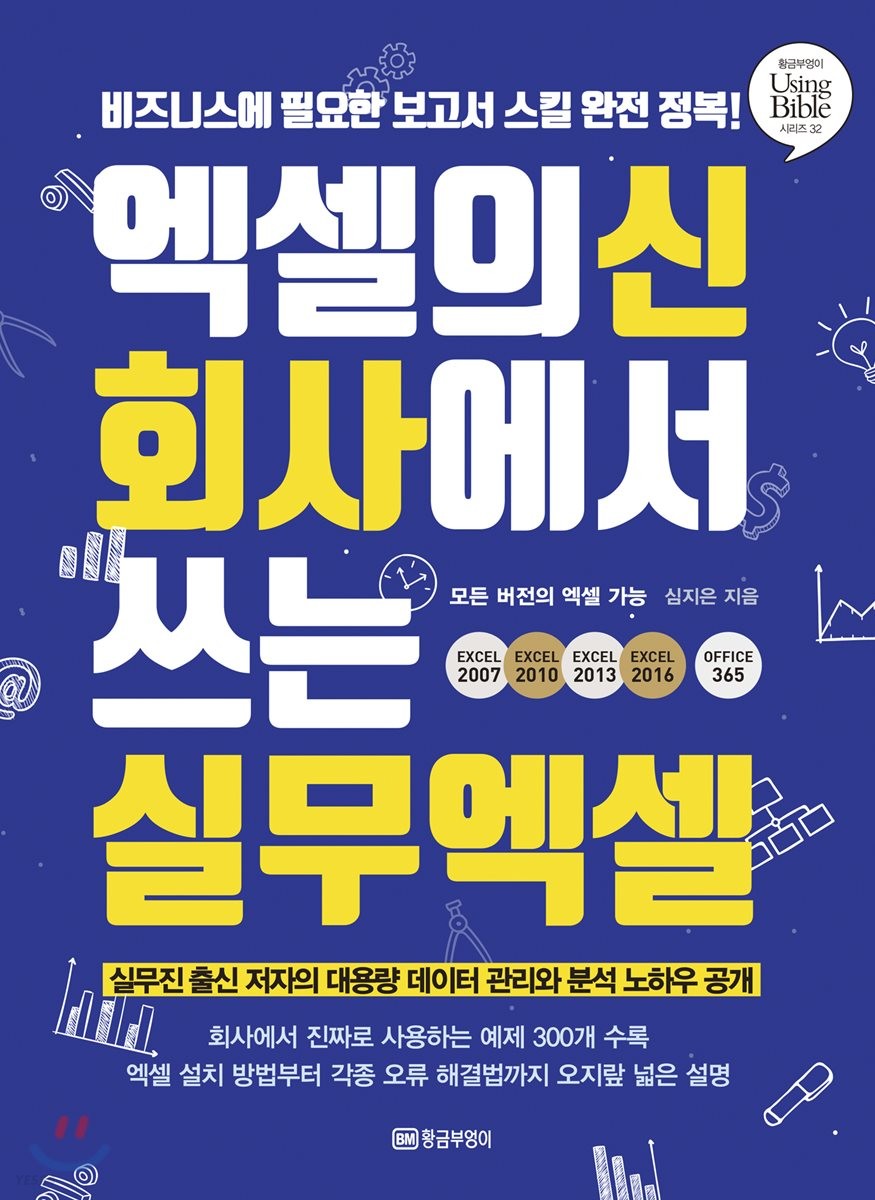 비즈니스에 필요한 보고서 스킬 완전 정복!
황금부엉이
Using
Bible
시리즈 32
엑셀의신
회사에서
쓰는
모든 버전의 엑셀 가능 심지은 지음
EXCEL 2007
EXCEL 2010
EXCEL 2013
EXCEL 2016
OFFICE 365
실무엑셀
실무진 출신 저자의 대용량 데이터 관리와 분석 노하우 공개
회사에서 진짜로 사용하는 예제 300개 수록
엑셀 설치 방법부터 각종 오류 해결법까지 오지랖 넓은 설명
BM 황금부엉이